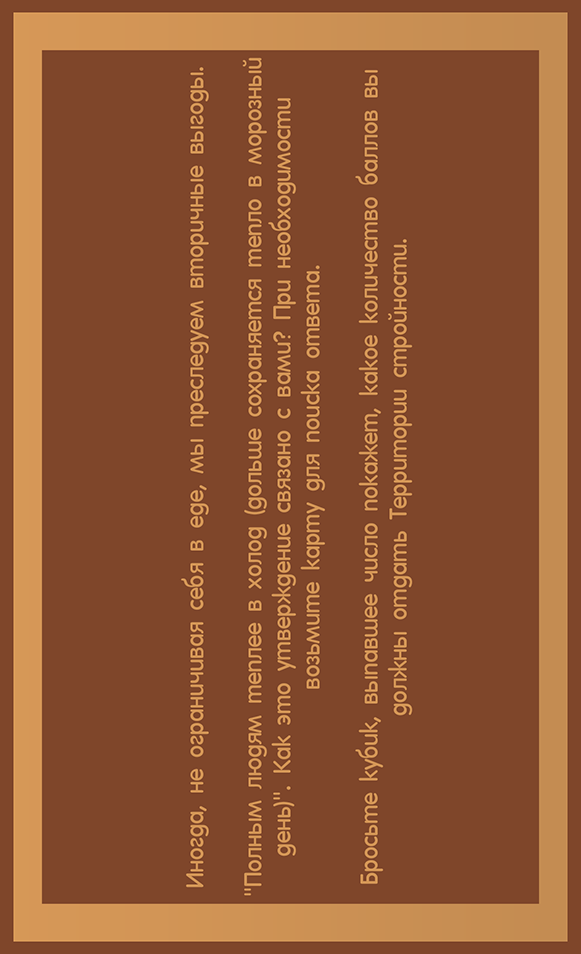 Иногда, не ограничивая себя в еде, мы преследуем вторичные выгоды.
"Полным людям теплее в холод (дольше сохраняется тепло в морозный
день)". Как это утверждение связано с вами? При необходимости
возьмите карту для поиска ответа.
Бросьте кубик, выпавшее число покажет, какое количество баллов вы
должны отдать Территории стройности.